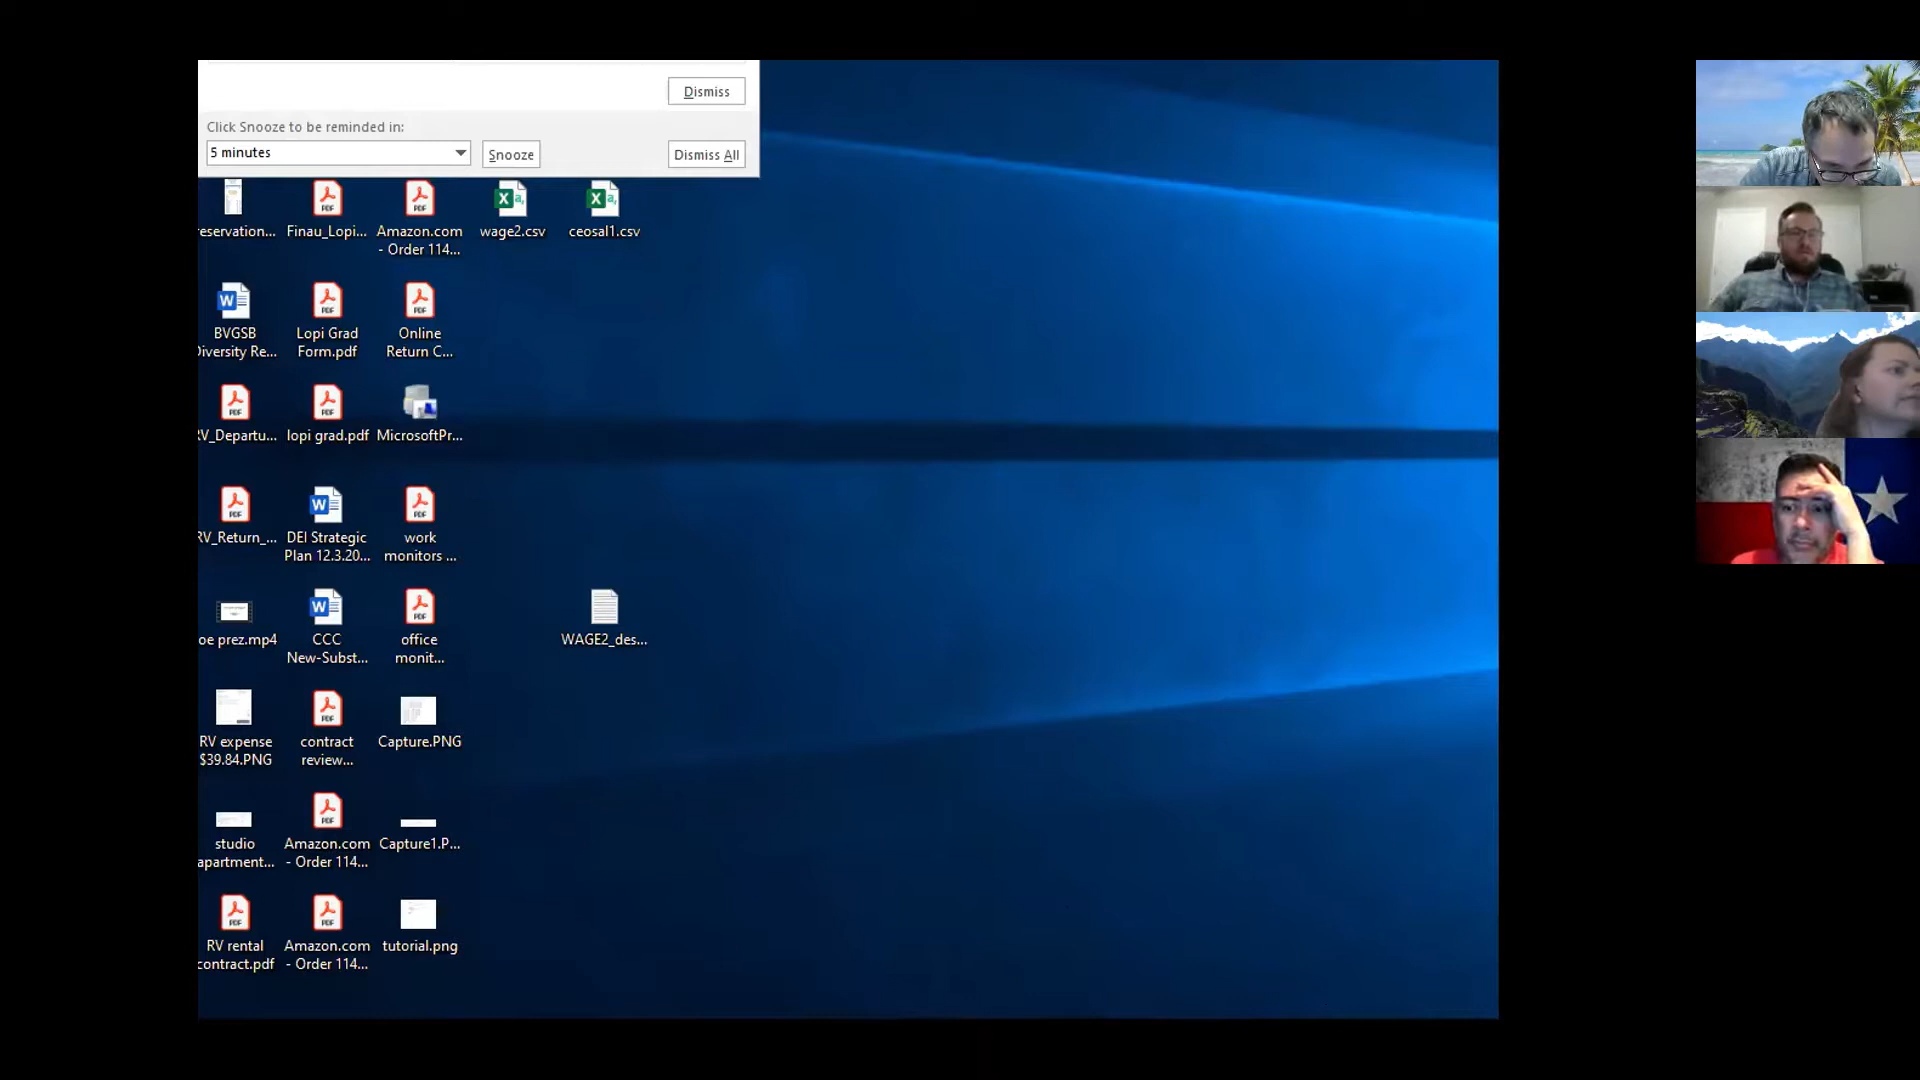 Dismiss
Click Snooze to be reminded in:
5 minutes
Snooze
Dismiss All
reservation...
Finau_Lopi...
Amazon.com
- Order 114...
wage2.csv
ceosal1.csv
BVGSB
Diversity Re...
Lopi Grad
Form.pdf
Online
Return C...
RV_Departu...
lopi grad.pdf
MicrosoftPr...
RV_Return_...
DEI Strategic
Plan 12.3.20...
work
monitors ...
oe prez.mp4
CCC
New-Subst...
office
monit...
WAGE2_des...
RV expense
$39.84.PNG
contract
review...
Capture.PNG
studio
apartment...
Amazon.com
- Order 114...
Capture1.P...
RV rental
contract.pdf
Amazon.com
- Order 114...
tutorial.png